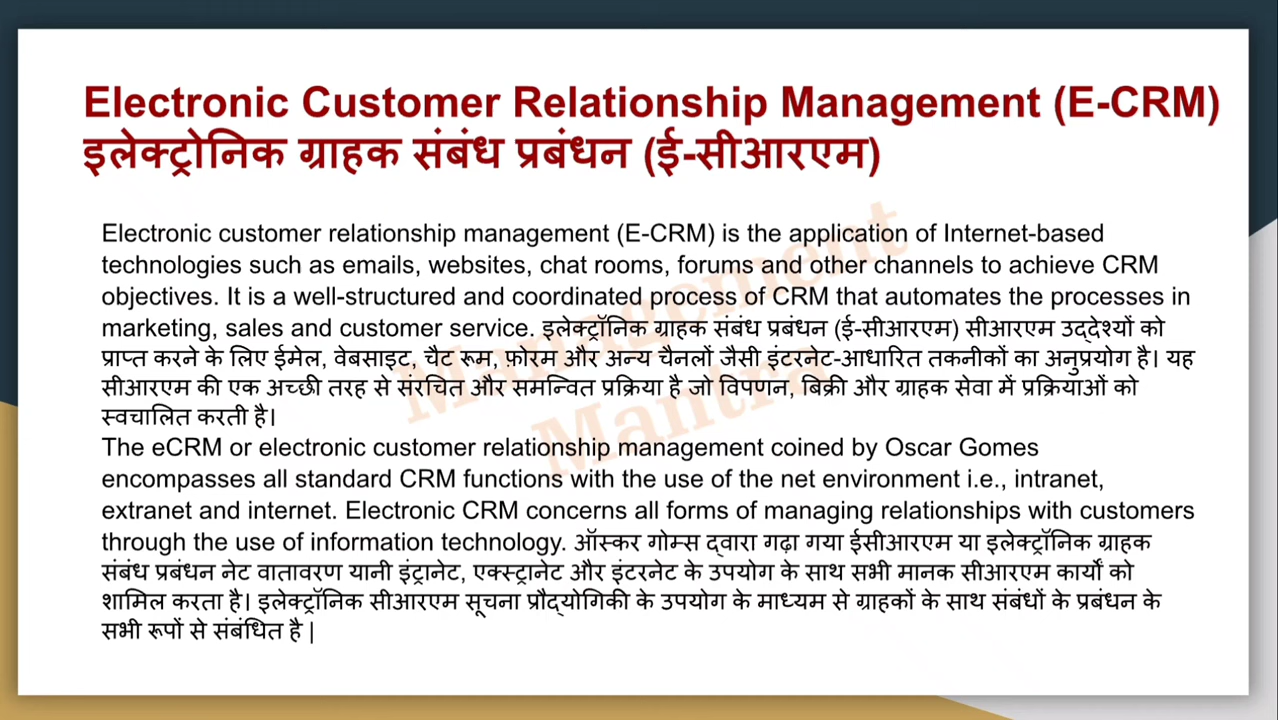 Electronic Customer Relationship Management (E-CRM)
इलेक्ट्रोनिक ग्राहक संबंध प्रबंधन (ई-सीआरएम)
Electronic customer relationship management (E-CRM) is the application of Internet-based
technologies such as emails, websites, chat rooms, forums and other channels to achieve CRM
objectives. It is a well-structured and coordinated process of CRM that automates the processes in
marketing, sales and customer service. इलेक्ट्रॉनिक ग्राहक संबंध प्रबंधन (ई-सीआरएम) सीआरएम उद्देश्यों को
प्राप्त करने के लिए ईमेल, वेबसाइट, चैट रूम, फ़ोरम और अन्य चैनलों जैसी इंटरनेट-आधारित तकनीकों का अनुप्रयोग है। यह
सीआरएम की एक अच्छी तरह से संरचित और समन्वित प्रक्रिया है जो विपणन, बिक्री और ग्राहक सेवा में प्रक्रियाओं को
स्वचालित करती है।
The eCRM or electronic customer relationship management coined by Oscar Gomes
encompasses all standard CRM functions with the use of the net environment i.e., intranet,
extranet and internet. Electronic CRM concerns all forms of managing relationships with customers
through the use of information technology. ऑस्कर गोम्स द्वारा गढ़ा गया ईसीआरएम या इलेक्ट्रॉनिक ग्राहक
संबंध प्रबंधन नेट वातावरण यानी इंट्रानेट, एक्स्ट्रानेट और इंटरनेट के उपयोग के साथ सभी मानक सीआरएम कार्यों को
शामिल करता है। इलेक्ट्रॉनिक सीआरएम सूचना प्रौद्योगिकी के उपयोग के माध्यम से ग्राहकों के साथ संबंधों के प्रबंधन के
सभी रूपों से संबंधित है |
Management
Mantra